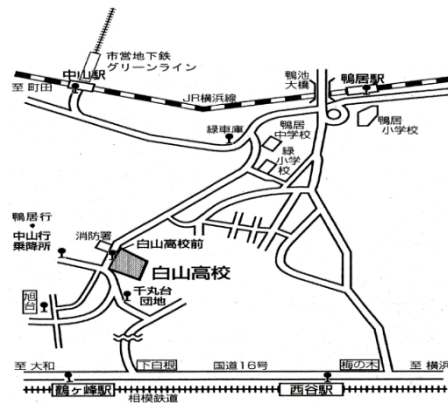 市営地下鉄
グリーンライン
中山駅
至 町田
JR横浜線
鴨池
大橋
鴨居駅
緑車庫
鴨居
中学校
緑
小学
校
鴨居
小学校
鴨居行
中山行
乗降所
消防署
白山高校前
白山高校
旭
台
千丸台
団地
至 大和
下白根
国道16号
梅の木
至 横浜
鶴ヶ峰駅
西谷駅
相模鉄道